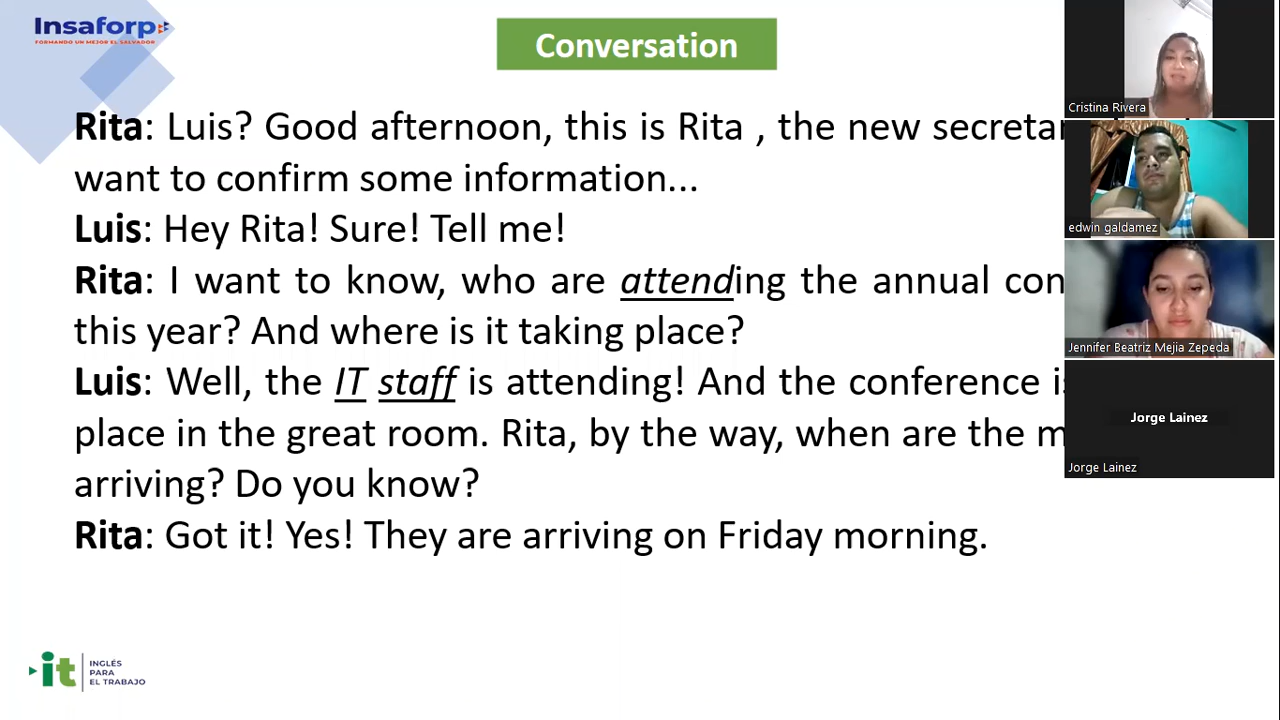 Insaforp
FORMANDO UN MEJOR EL SALVADOR
Conversation
Rita: Luis? Good afternoon, this is Rita , the new
want to confirm some information...
Luis: Hey Rita! Sure! Tell me!
Rita: I want to know, who are attending the annual
this year? And where is it taking place?
Luis: Well, the IT staff is attending! And the conference
place in the great room. Rita, by the way, when are the
arriving? Do you know?
Rita: Got it! Yes! They are arriving on Friday morning.
it
INGLÉS
PARA
EL TRABAJO
Cristina Rivera
edwin galdamez
Jennifer Beatriz Mejia Zepeda
Jorge Lainez
Jorge Lainez